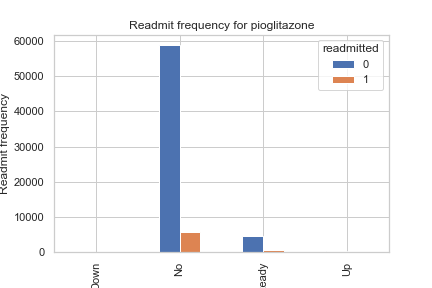 Readmit frequency for pioglitazone
readmitted
0
1
Readmit frequency
60000
50000
40000
30000
20000
10000
0
Down
No
eady
Up